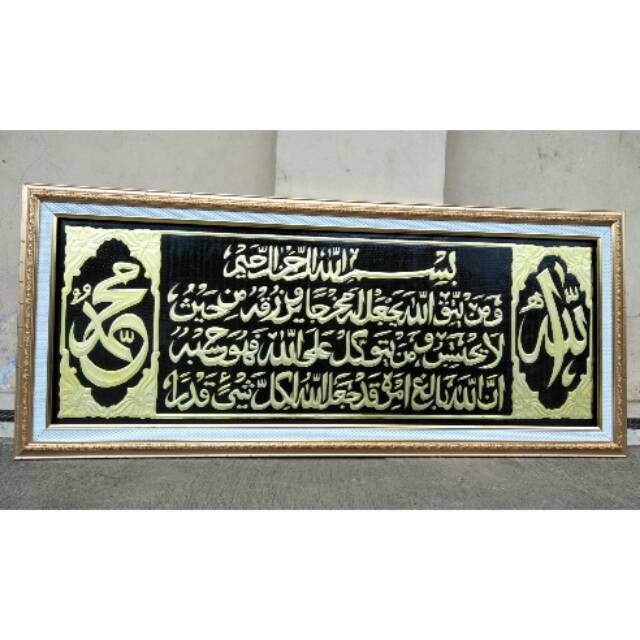 الله
بسم الله الرحمن الرحيم
ومن يتق الله يجعل له مخرجا ويرزقه من حيث
لا يحتسب ومن يتوكل على الله فهو حسبه
ان الله بالغ امره قد جعل الله لكل شيئ قدرا
محمد